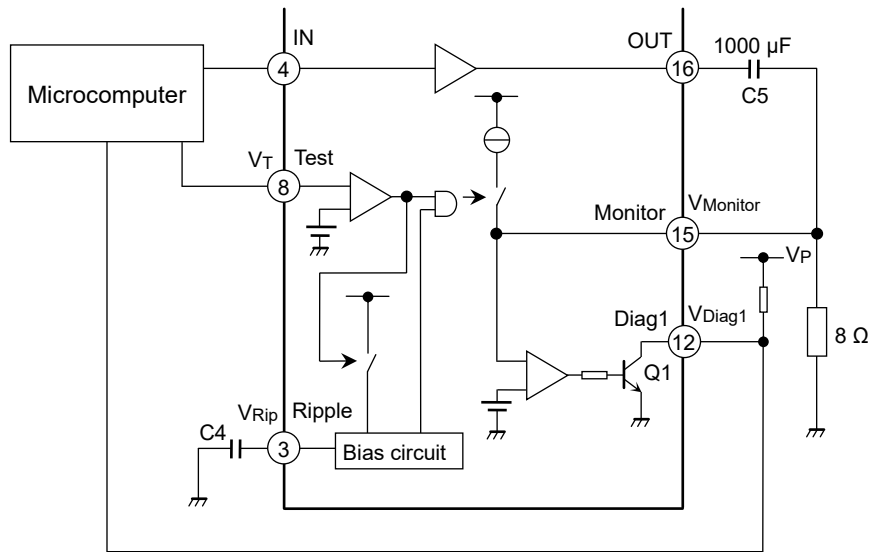 IN
OUT
1000 µF
4
16
C5
Microcomputer
VT
Test
8
Monitor
VMonitor
15
VP
Diag1
VDiag1
12
Q1
8 Ω
VRip
Ripple
C4
3
Bias circuit